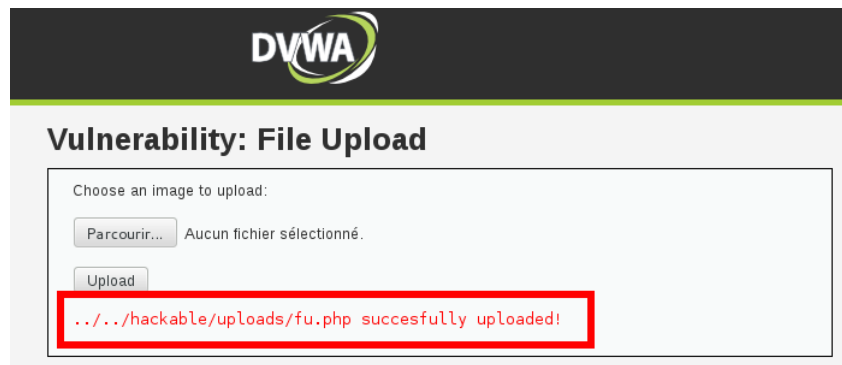 DVWA
Vulnerability: File Upload
Choose an image to upload:
Parcourir... Aucun fichier sélectionné.
Upload
../../hackable/uploads/fu.php succesfully uploaded!